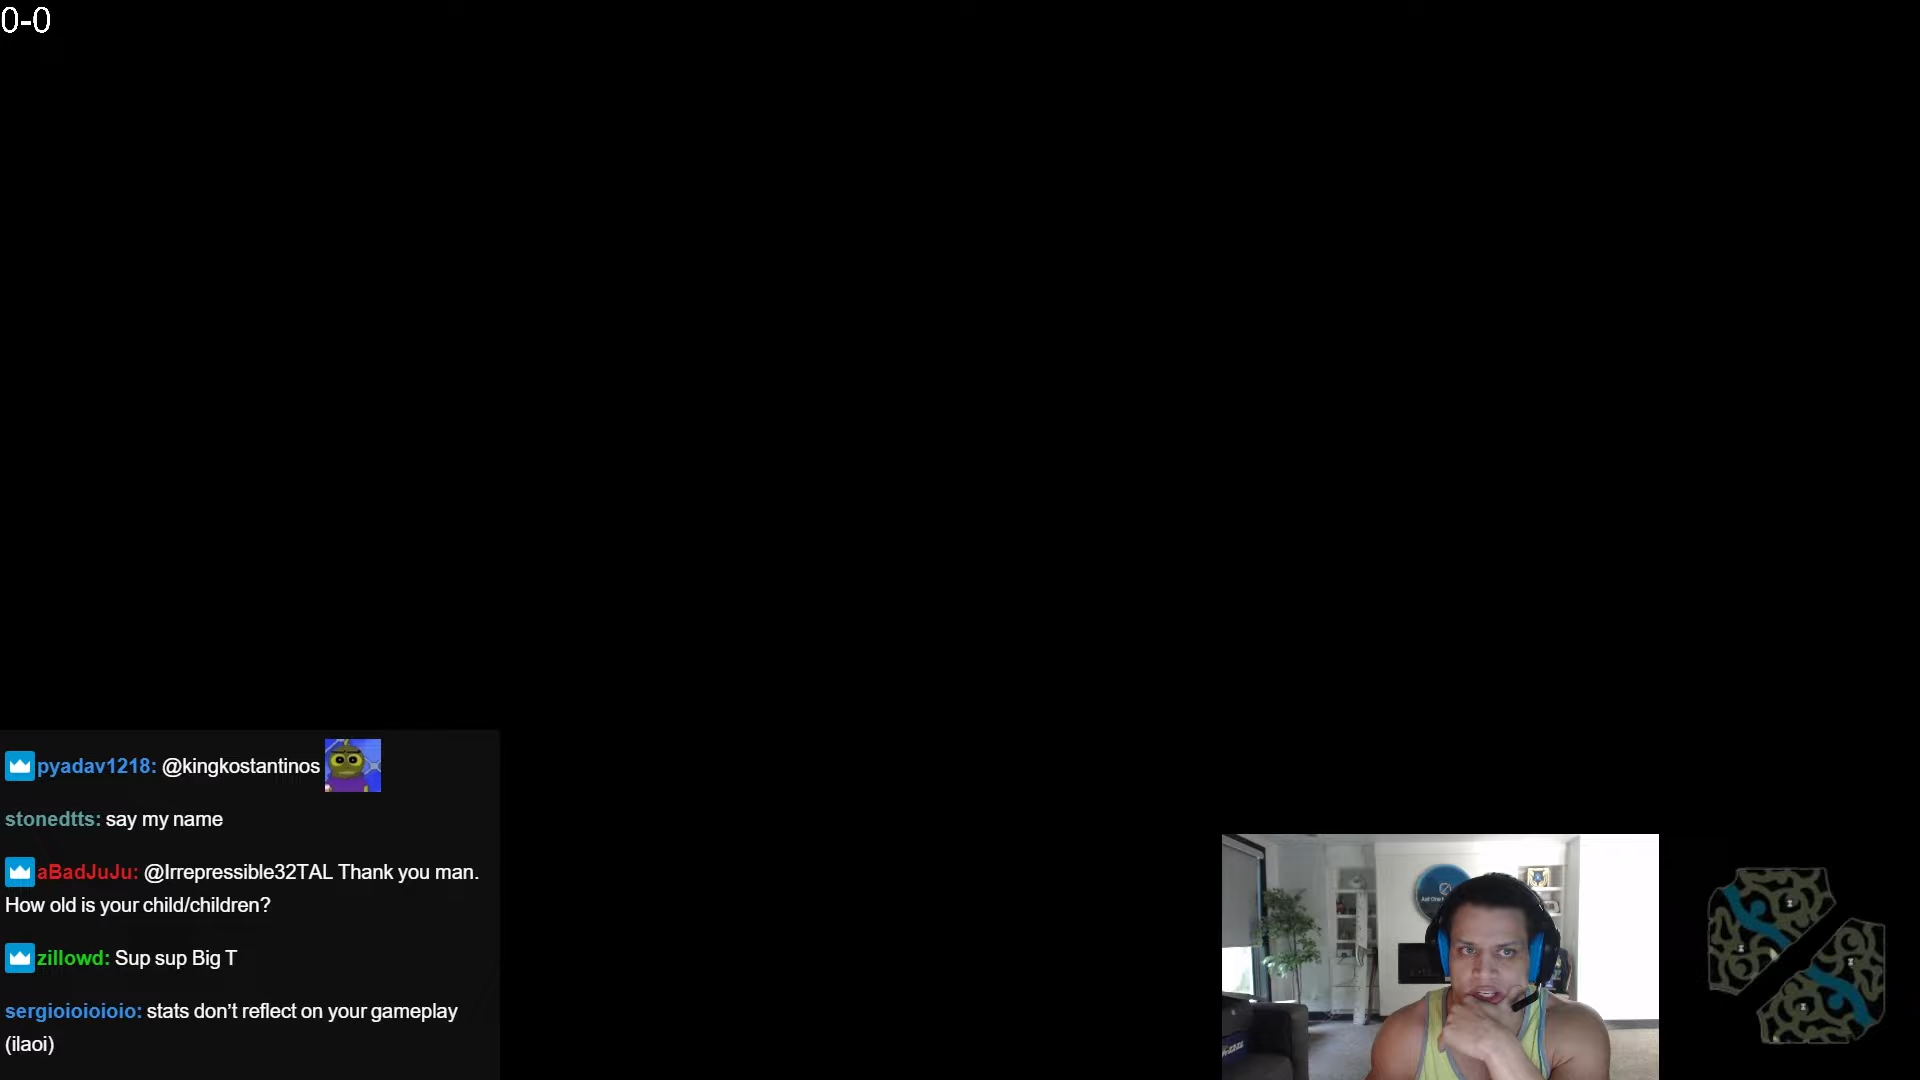 0-0
pyadav1218: @kingkostantinos
stonedtts: say my name
aBadJuJu: @Irrepressible32TAL Thank you man.
How old is your child/children?
zillowd: Sup sup Big T
sergioioioioio: stats don’t reflect on your gameplay
(ilaoi)